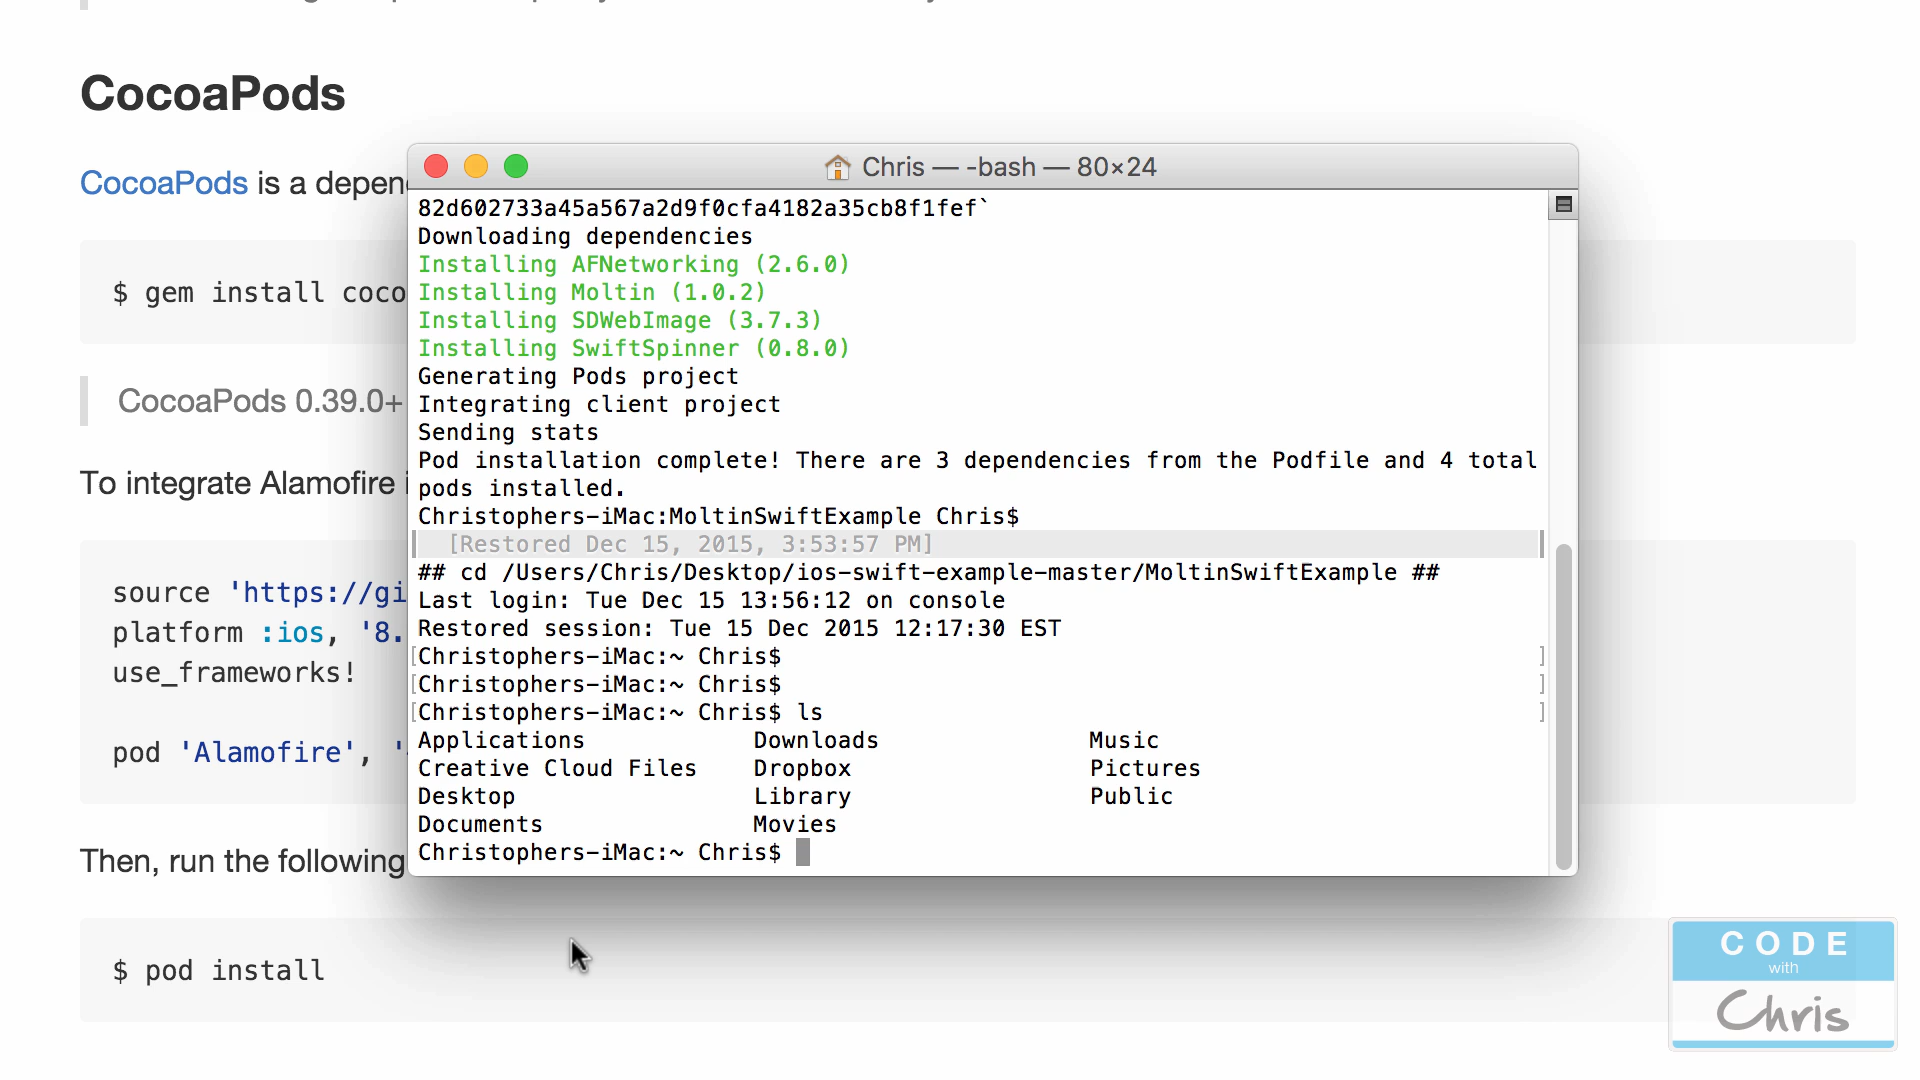 CocoaPods
CocoaPods is a
$ gem install
CocoaPods 0.39.0+
To integrate Alamofire
source 'https://
platform :ios, '8.
use_frameworks!
pod 'Alamofire', '
Then, run the following
$ pod install
Chris — -bash — 80×24
82d602733a45a567a2d9f0cfa4182a35cb8f1fef`
Downloading dependencies
Installing AFNetworking (2.6.0)
Installing Moltin (1.0.2)
Installing SDWebImage (3.7.3)
Installing SwiftSpinner (0.8.0)
Generating Pods project
Integrating client project
Sending stats
Pod installation complete! There are 3 dependencies from the Podfile and 4 total
pods installed.
Christophers-iMac:MoltinSwiftExample Chris$
[Restored Dec 15, 2015, 3:53:57 PM]
## cd /Users/Chris/Desktop/ios-swift-example-master/MoltinSwiftExample ##
Last login: Tue Dec 15 13:56:12 on console
Restored session: Tue 15 Dec 2015 12:17:30 EST
[Christophers-iMac:~ Chris$ ]
[Christophers-iMac:~ Chris$ ]
[Christophers-iMac:~ Chris$ ls ]
Applications Downloads Music
Creative Cloud Files Dropbox Pictures
Desktop Library Public
Documents Movies
Christophers-iMac:~ Chris$
CODE
with
Chris